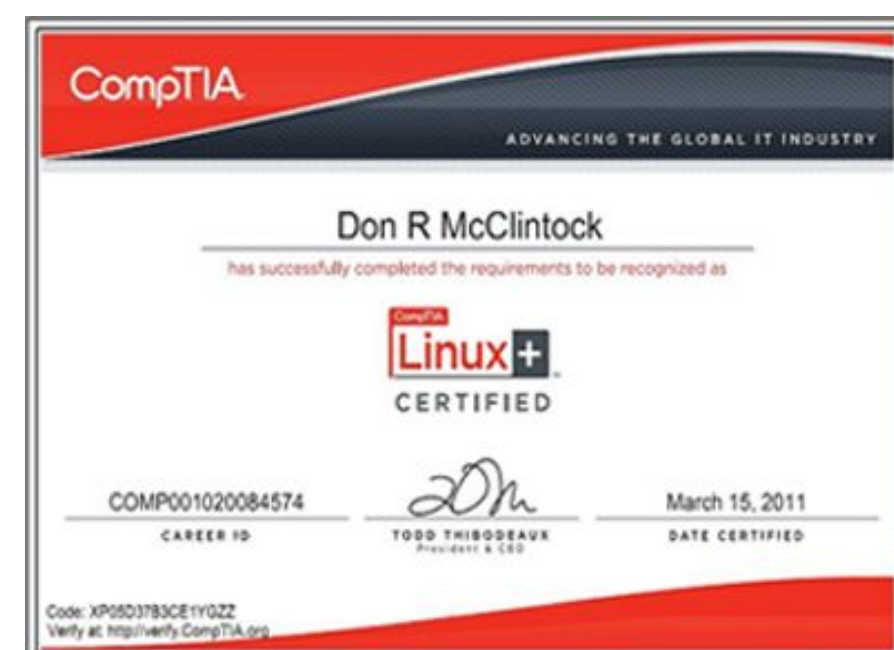 CompTIA
ADVANCING THE GLOBAL IT INDUSTRY
Don R McClintock
has successfully completed the requirements to be recognized as
CompTIA
Linux+
CERTIFIED
COMP001020084574
March 15, 2011
CAREER ID
TODD THIBODEAUX
DATE CERTIFIED
President & CEO
Code:
Verify at: http://verify.CompTIA.org